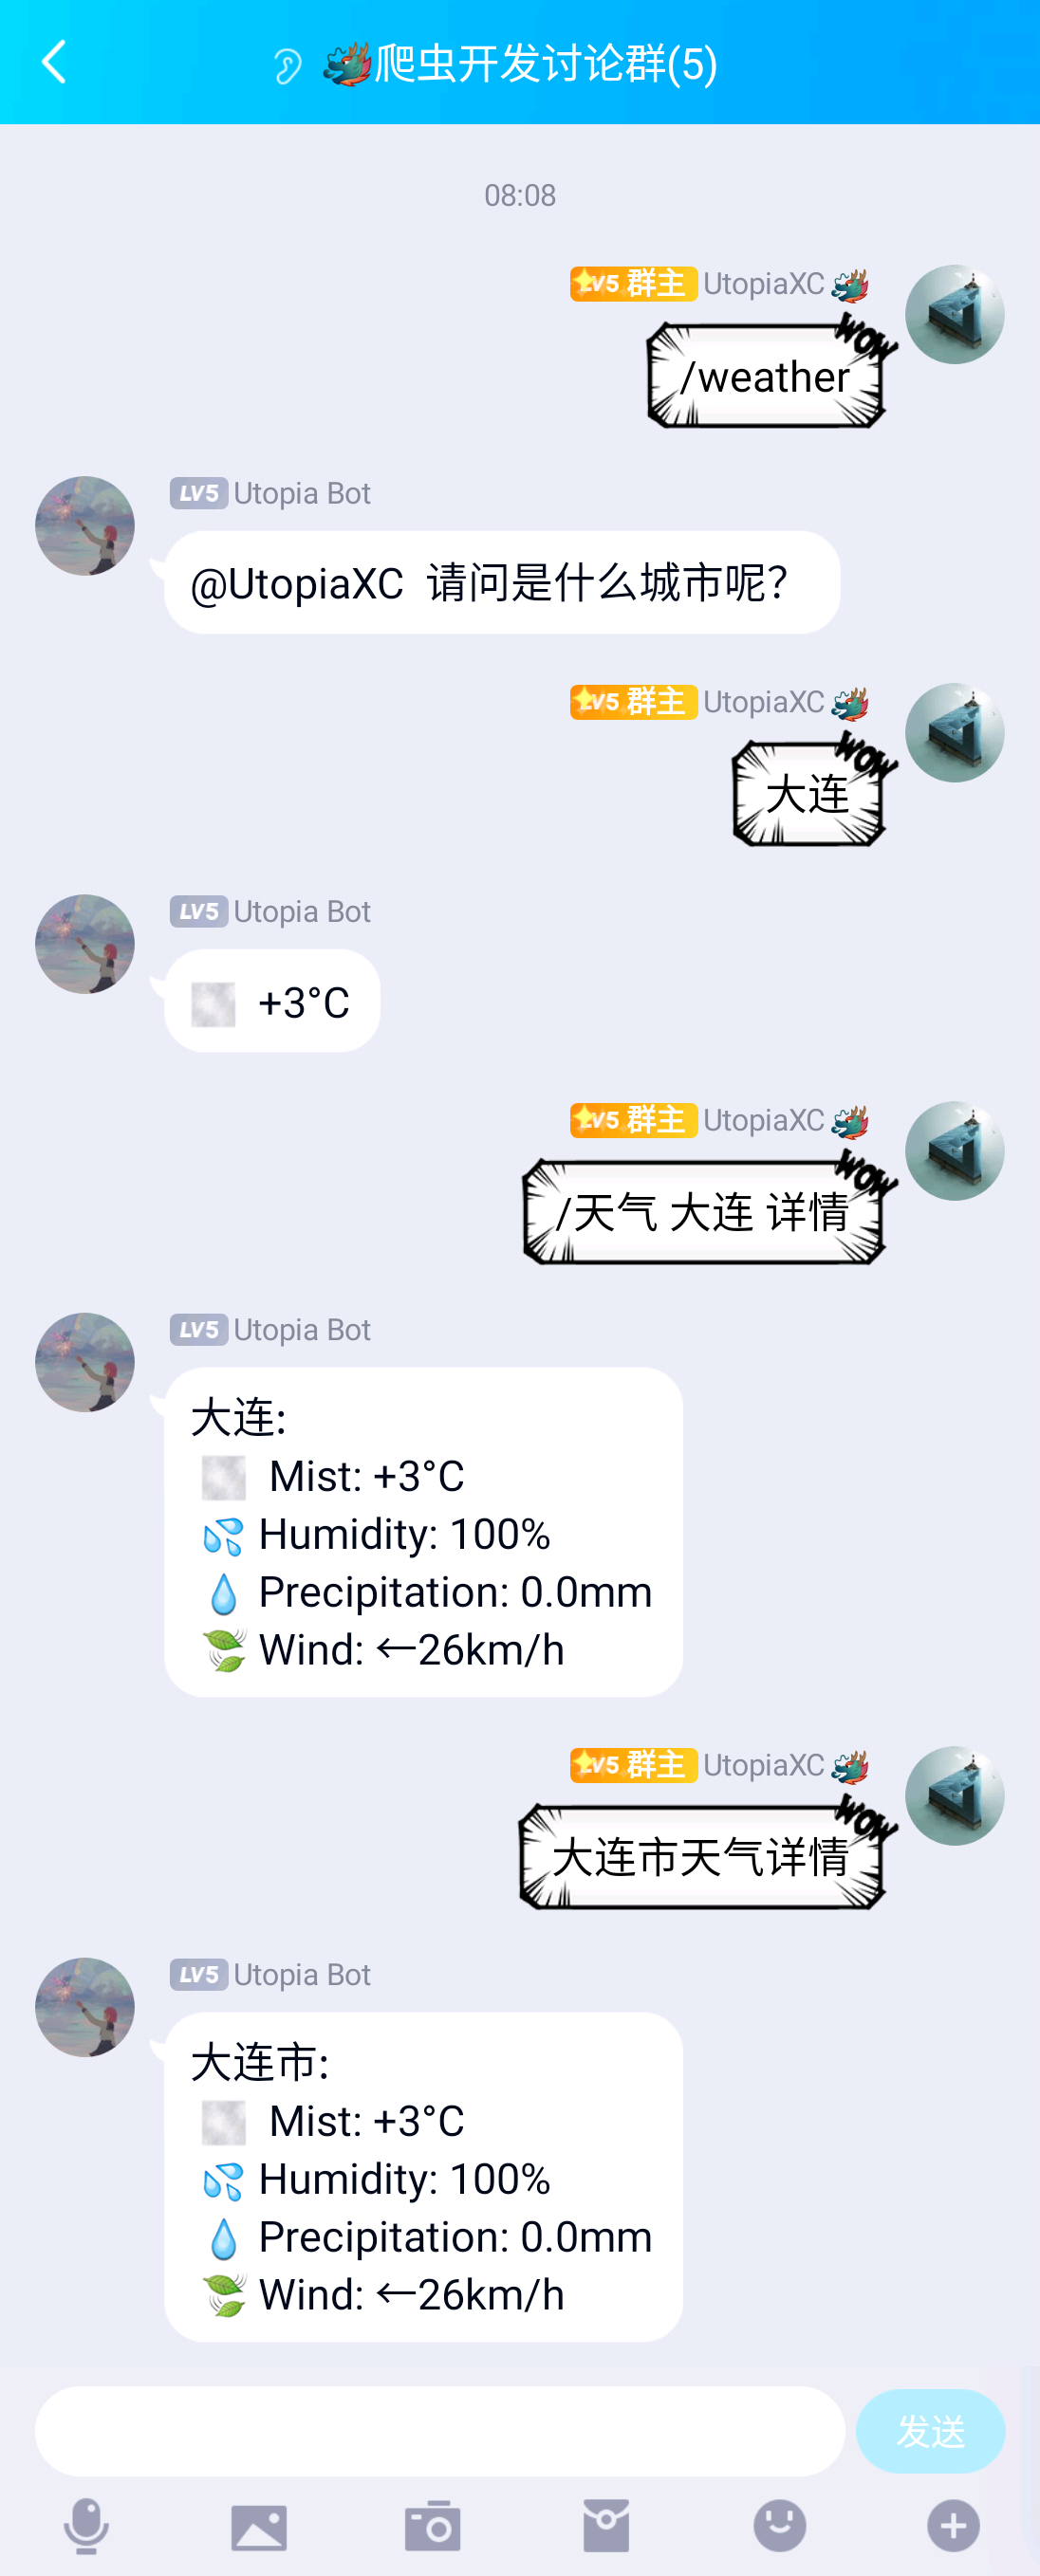 爬虫开发讨论群(5)
08:08
LV5 群主 UtopiaXC
WOW
/weather
LV5 Utopia Bot
@UtopiaXC 请问是什么城市呢?
LV5 群主 UtopiaXC
WOW
大连
LV5 Utopia Bot
+3°C
LV5 群主 UtopiaXC
WOW
/天气 大连 详情
LV5 Utopia Bot
大连:
Mist: +3°C
💦 Humidity: 100%
💧 Precipitation: 0.0mm
🍃 Wind: ←26km/h
LV5 群主 UtopiaXC
WOW
大连市天气详情
LV5 Utopia Bot
大连市:
Mist: +3°C
💦 Humidity: 100%
💧 Precipitation: 0.0mm
🍃 Wind: ←26km/h
发送